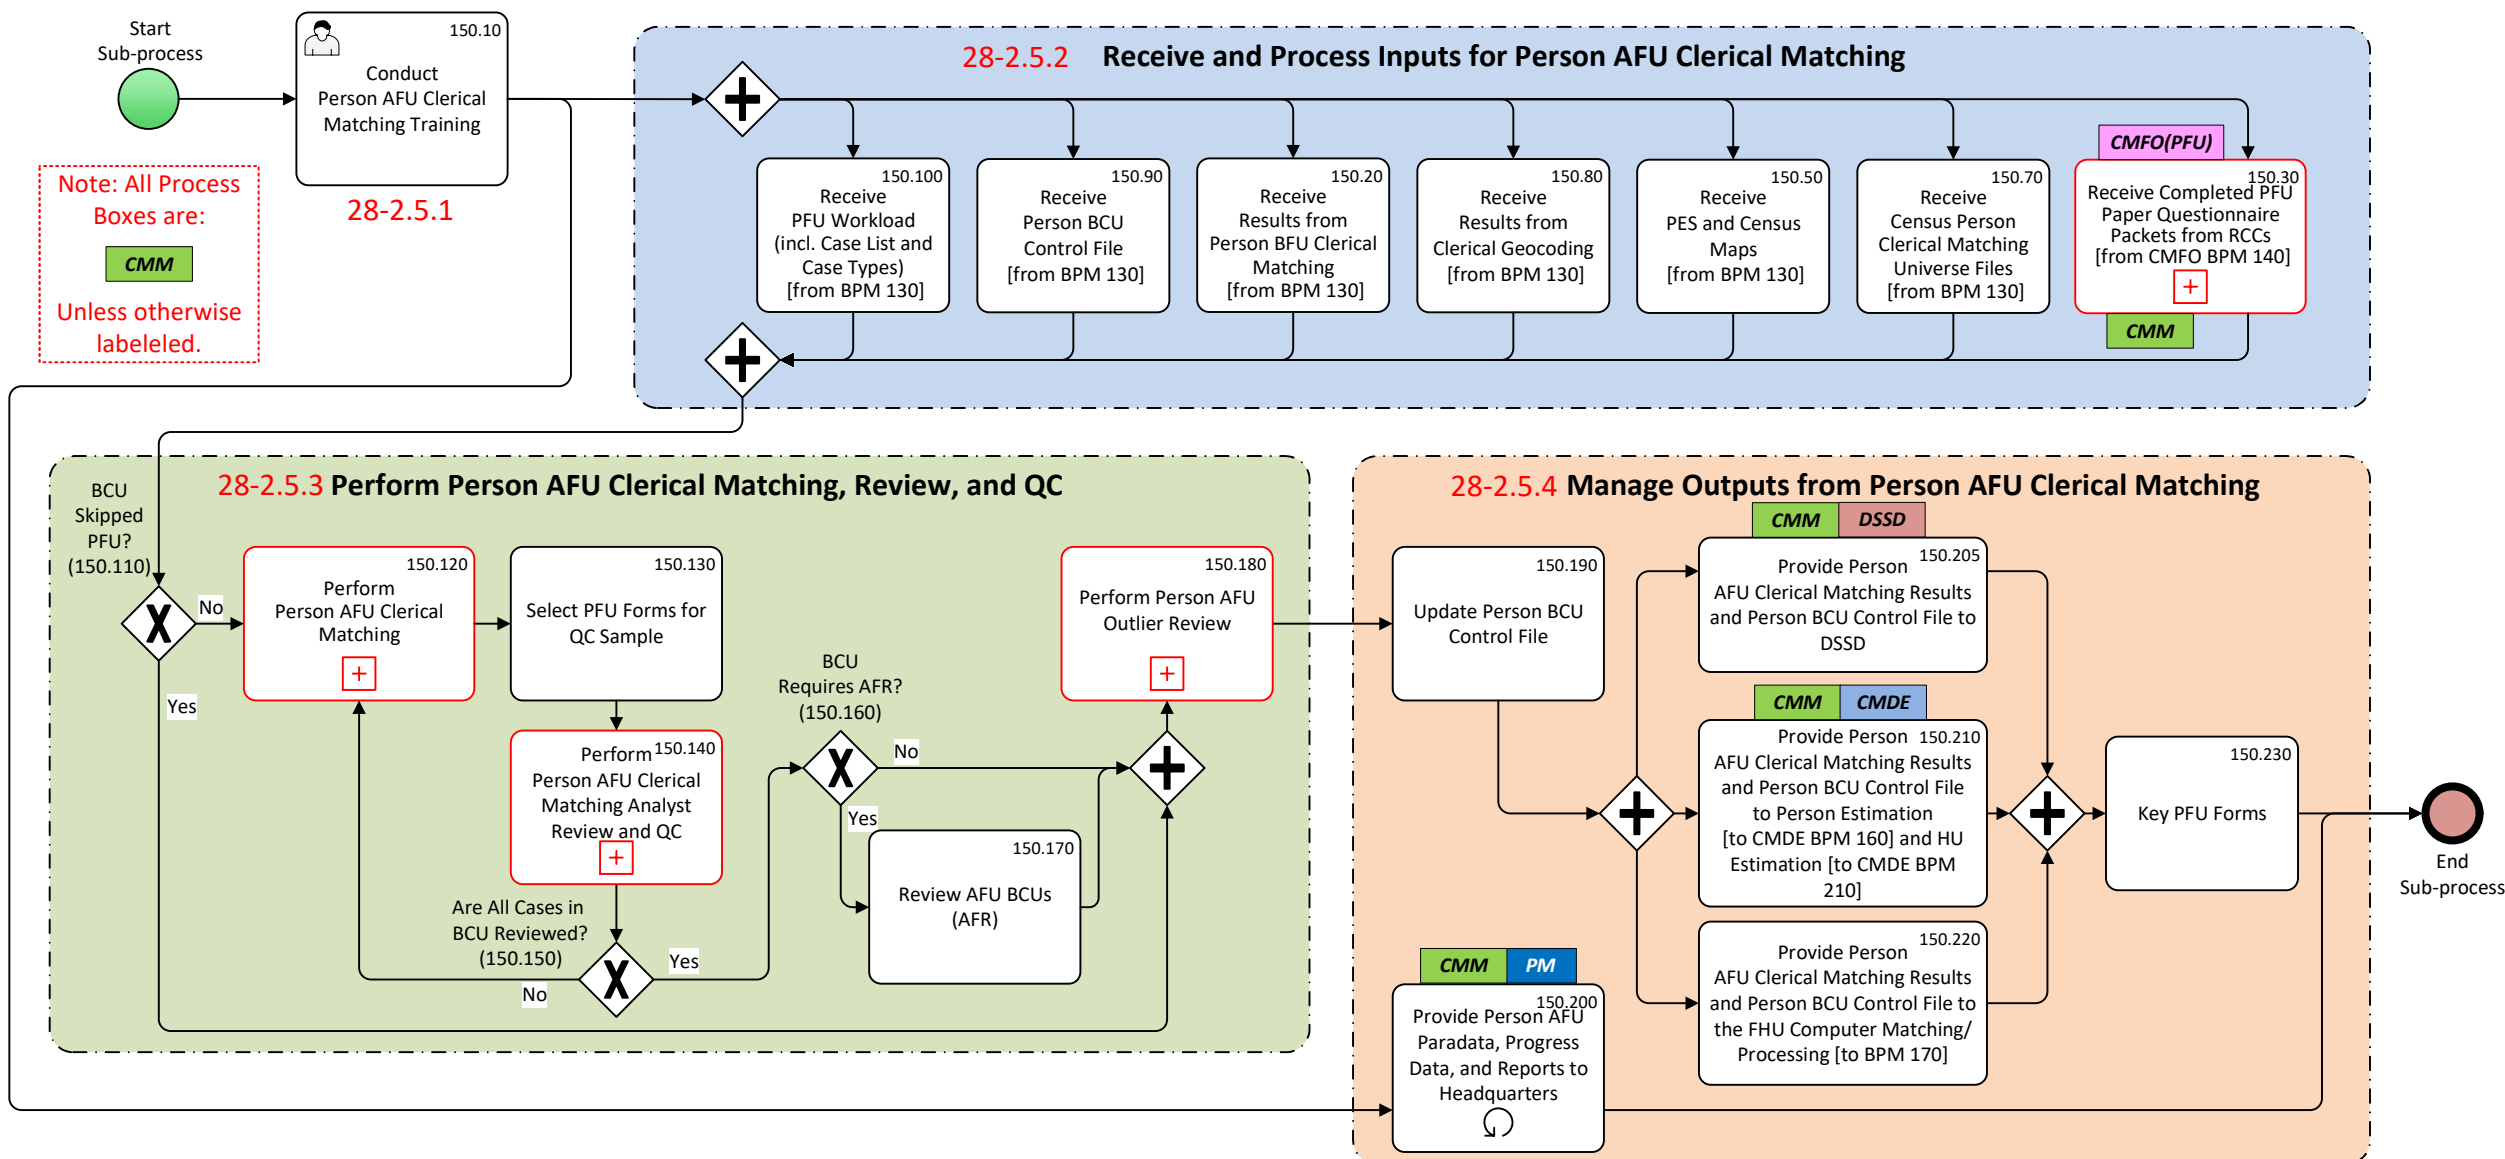 Start
Sub-process
150.10
Conduct
Person AFU Clerical
Matching Training
28-2.5.1
Note: All Process
Boxes are:
CMM
Unless otherwise
labeleled.
28-2.5.2 Receive and Process Inputs for Person AFU Clerical Matching
150.100
Receive
PFU Workload
(incl. Case List and
Case Types)
[from BPM 130]
150.90
Receive
Person BCU
Control File
[from BPM 130]
150.20
Receive
Results from
Person BFU Clerical
Matching
[from BPM 130]
150.80
Receive
Results from
Clerical Geocoding
[from BPM 130]
150.50
Receive
PES and Census
Maps
[from BPM 130]
150.70
Receive
Census Person
Clerical Matching
Universe Files
[from BPM 130]
CMFO(PFU)
150.30
Receive Completed PFU
Paper Questionnaire
Packets from RCCs
[from CMFO BPM 140]
CMM
28-2.5.3 Perform Person AFU Clerical Matching, Review, and QC
BCU
Skipped
PFU?
(150.110)
No
Yes
150.120
Perform
Person AFU Clerical
Matching
150.130
Select PFU Forms for
QC Sample
150.140
Perform
Person AFU Clerical
Matching Analyst
Review and QC
Are All Cases in
BCU Reviewed?
(150.150)
No
Yes
BCU
Requires AFR?
(150.160)
No
Yes
150.170
Review AFU BCUs
(AFR)
150.180
Perform Person AFU
Outlier Review
28-2.5.4 Manage Outputs from Person AFU Clerical Matching
150.190
Update Person BCU
Control File
CMM DSSD
150.205
Provide Person
AFU Clerical Matching Results
and Person BCU Control File to
DSSD
CMM CMDE
150.210
Provide Person
AFU Clerical Matching Results
and Person BCU Control File
to Person Estimation
[to CMDE BPM 160] and HU
Estimation [to CMDE BPM
210]
150.220
Provide Person
AFU Clerical Matching Results
and Person BCU Control File to
the FHU Computer Matching/
Processing [to BPM 170]
CMM PM
150.200
Provide Person AFU
Paradata, Progress
Data, and Reports to
Headquarters
150.230
Key PFU Forms
End
Sub-process